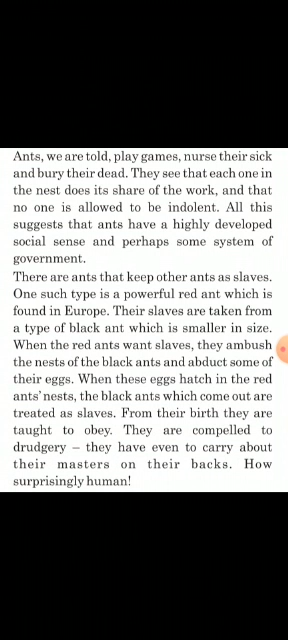 Ants, we are told, play games, nurse their sick
and bury their dead. They see that each one in
the nest does its share of the work, and that
no one is allowed to be indolent. All this
suggests that ants have a highly developed
social sense and perhaps some system of
government.
There are ants that keep other ants as slaves.
One such type is a powerful red ant which is
found in Europe. Their slaves are taken from
a type of black ant which is smaller in size.
When the red ants want slaves, they ambush
the nests of the black ants and abduct some of
their eggs. When these eggs hatch in the red
ants' nests, the black ants which come out are
treated as slaves. From their birth they are
taught to obey. They are compelled to
drudgery – they have even to carry about
their masters on their backs. How
surprisingly human!